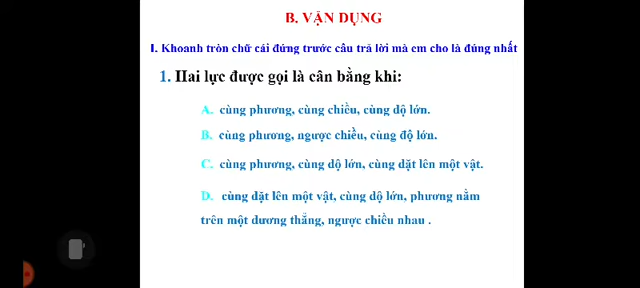 B. VẬN DỤNG
I. Khoanh tròn chữ cái đứng trước câu trả lời mà em cho là đúng nhất
1. Hai lực được gọi là cân bằng khi:
A. cùng phương, cùng chiều, cùng độ lớn.
B. cùng phương, ngược chiều, cùng độ lớn.
C. cùng phương, cùng độ lớn, cùng đặt lên một vật.
D. cùng đặt lên một vật, cùng độ lớn, phương nằm
trên một đường thẳng, ngược chiều nhau .